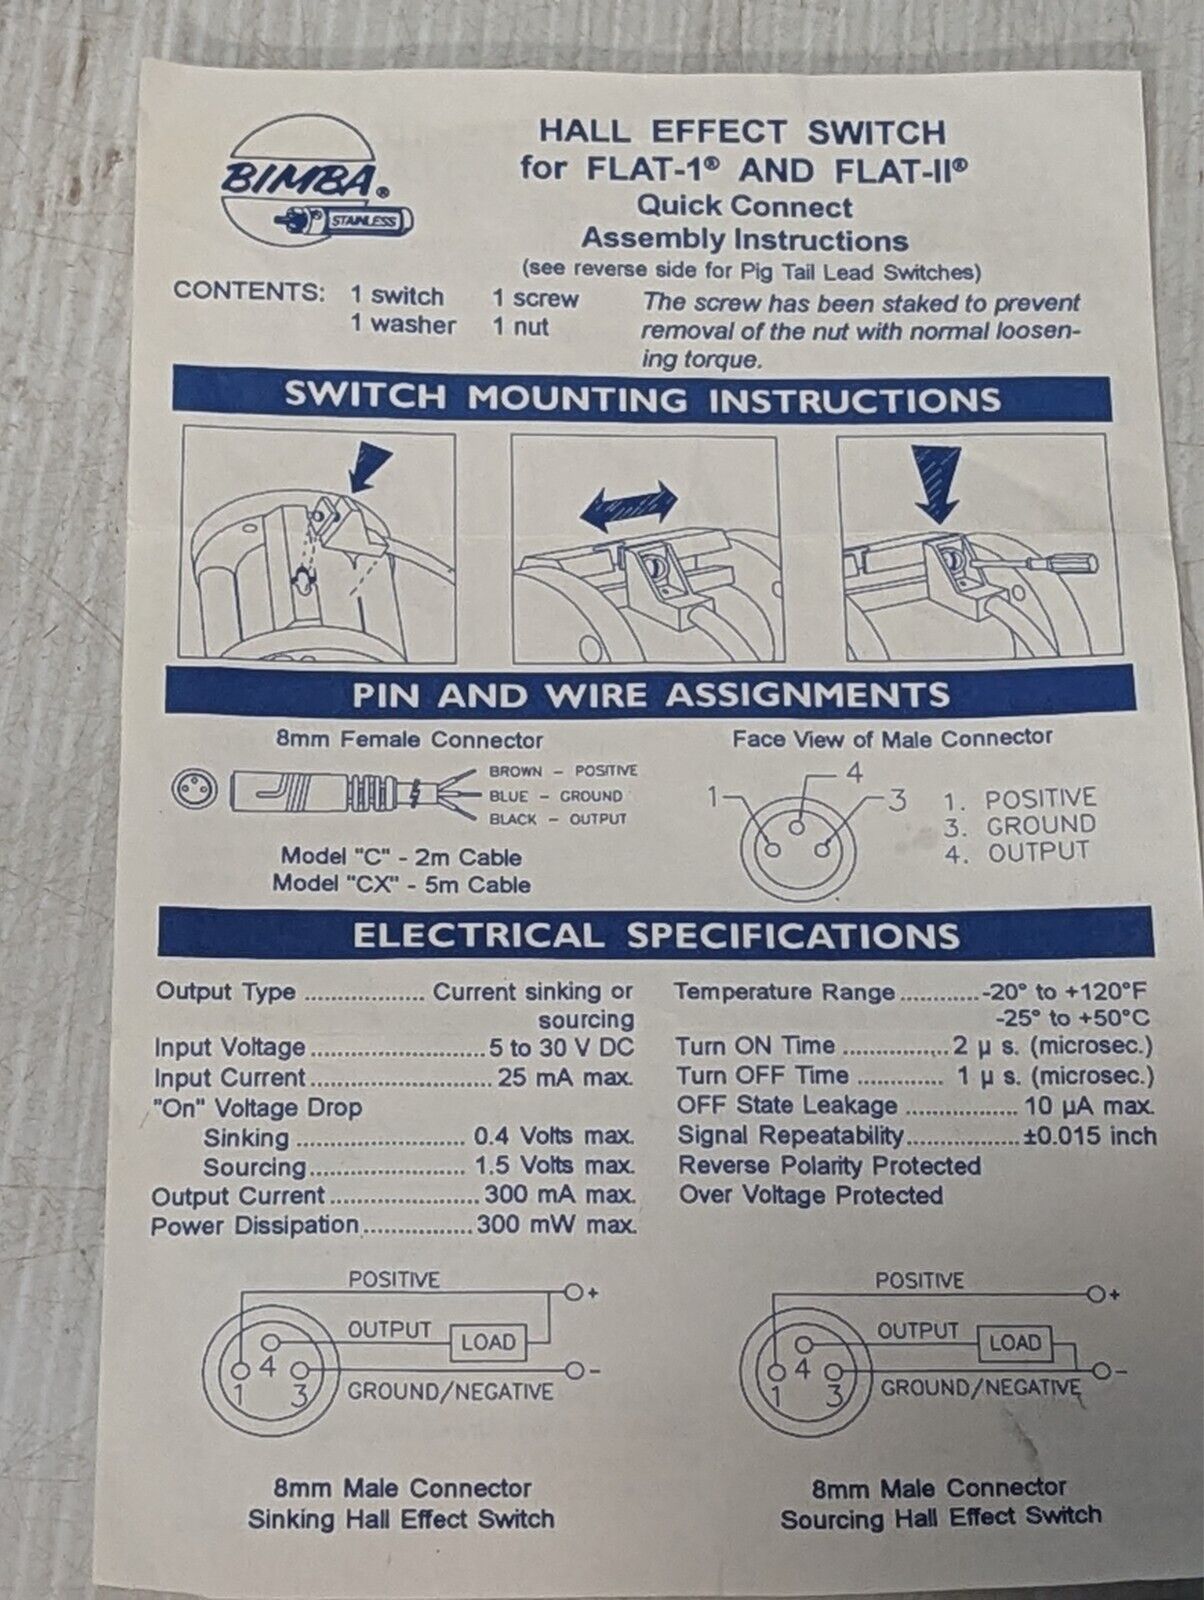 BIMBA®
STAINLESS
HALL EFFECT SWITCH
for FLAT-1® AND FLAT-II®
Quick Connect
Assembly Instructions
(see reverse side for Pig Tail Lead Switches)
CONTENTS: 1 switch 1 screw
1 washer 1 nut
The screw has been staked to prevent
removal of the nut with normal loosen-
ing torque.
SWITCH MOUNTING INSTRUCTIONS
PIN AND WIRE ASSIGNMENTS
8mm Female Connector
BROWN – POSITIVE
BLUE – GROUND
BLACK – OUTPUT
Model "C" - 2m Cable
Model "CX" - 5m Cable
Face View of Male Connector
4
1 3
1. POSITIVE
3. GROUND
4. OUTPUT
ELECTRICAL SPECIFICATIONS
Output Type .................. Current sinking or
sourcing
Input Voltage .......................... 5 to 30 V DC
Input Current ........................... 25 mA max.
"On" Voltage Drop
Sinking ......................... 0.4 Volts max.
Sourcing ....................... 1.5 Volts max.
Output Current ...................... 300 mA max.
Power Dissipation ................. 300 mW max.
Temperature Range ............ -20° to +120°F
-25° to +50°C
Turn ON Time ................ 2 µ s. (microsec.)
Turn OFF Time ............. 1 µ s. (microsec.)
OFF State Leakage ................. 10 µA max.
Signal Repeatability ................. ±0.015 inch
Reverse Polarity Protected
Over Voltage Protected
POSITIVE +
OUTPUT LOAD
4
1 3
–
GROUND/NEGATIVE
8mm Male Connector
Sinking Hall Effect Switch
POSITIVE +
OUTPUT LOAD
4
1 3
–
GROUND/NEGATIVE
8mm Male Connector
Sourcing Hall Effect Switch